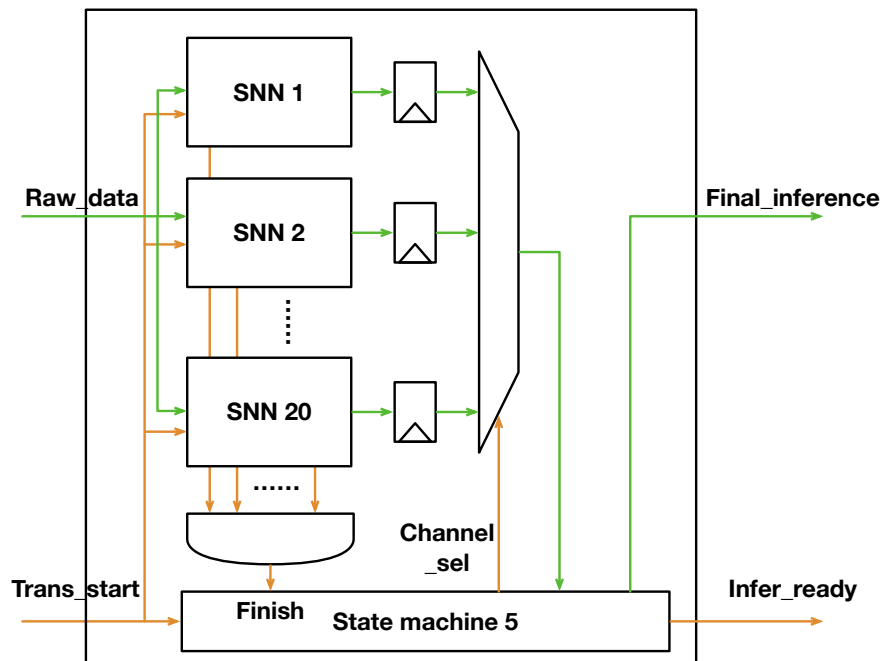 SNN 1
Raw_data
Final_inference
SNN 2
SNN 20
Channel
_sel
Trans_start
Infer_ready
Finish
State machine 5